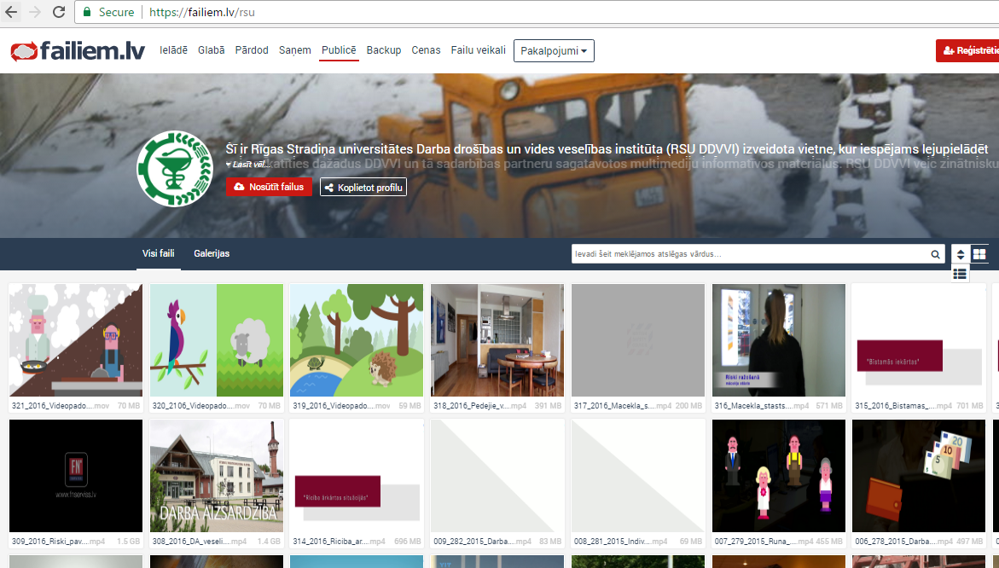 Secure
https://failiem.lv/rsu
failiem.lv
Ielādē Glabā Pārdod Saņem Publicē Backup Cenas Failu veikali Pakalpojumi
Reģistrētie
Šī ir Rīgas Stradiņa universitātes Darba drošības un vides veselības institūta (RSU DDVVI) izveidota vietne, kur iespējams lejupielādēt
Lasīt vēl...
skatīties dažādus DDVVI un tā sadarbības partneru sagatavotos multimediju informatīvos materiālus. RSU DDVVI veic zinātnisku
Nosūtīt failus Koplietot profilu
Visi faili Galerijas
Ievadi šeit meklējamos atslēgas vārdus...
Riski ražošanā
"Bīstamās iekārtas"
321_2016_Videopado....mov 70 MB
320_2106_Videopado....mov 70 MB
319_2016_Videopado....mov 59 MB
318_2016_Pedejie_v....mp4 391 MB
317_2016_Macekla_s....mp4 200 MB
316_Macekla_stasts....mp4 571 MB
315_2016_Bistamas_....mp4 701 MB
3
FN
www.fnserviss.lv
DARBA AIZSARDZĪBA
"Rīcība ārkārtas situācijās"
20
10
5
309_2016_Riski_pav....mp4 1.5 GB
308_2016_DA_veseli....mp4 1.4 GB
314_2016_Riciba_ar....mp4 696 MB
009_282_2015_Darba....mp4 83 MB
008_281_2015_Indiv....mp4 69 MB
007_279_2015_Runa_....mp4 455 MB
006_278_2015_Darba....mp4 497 MB
0